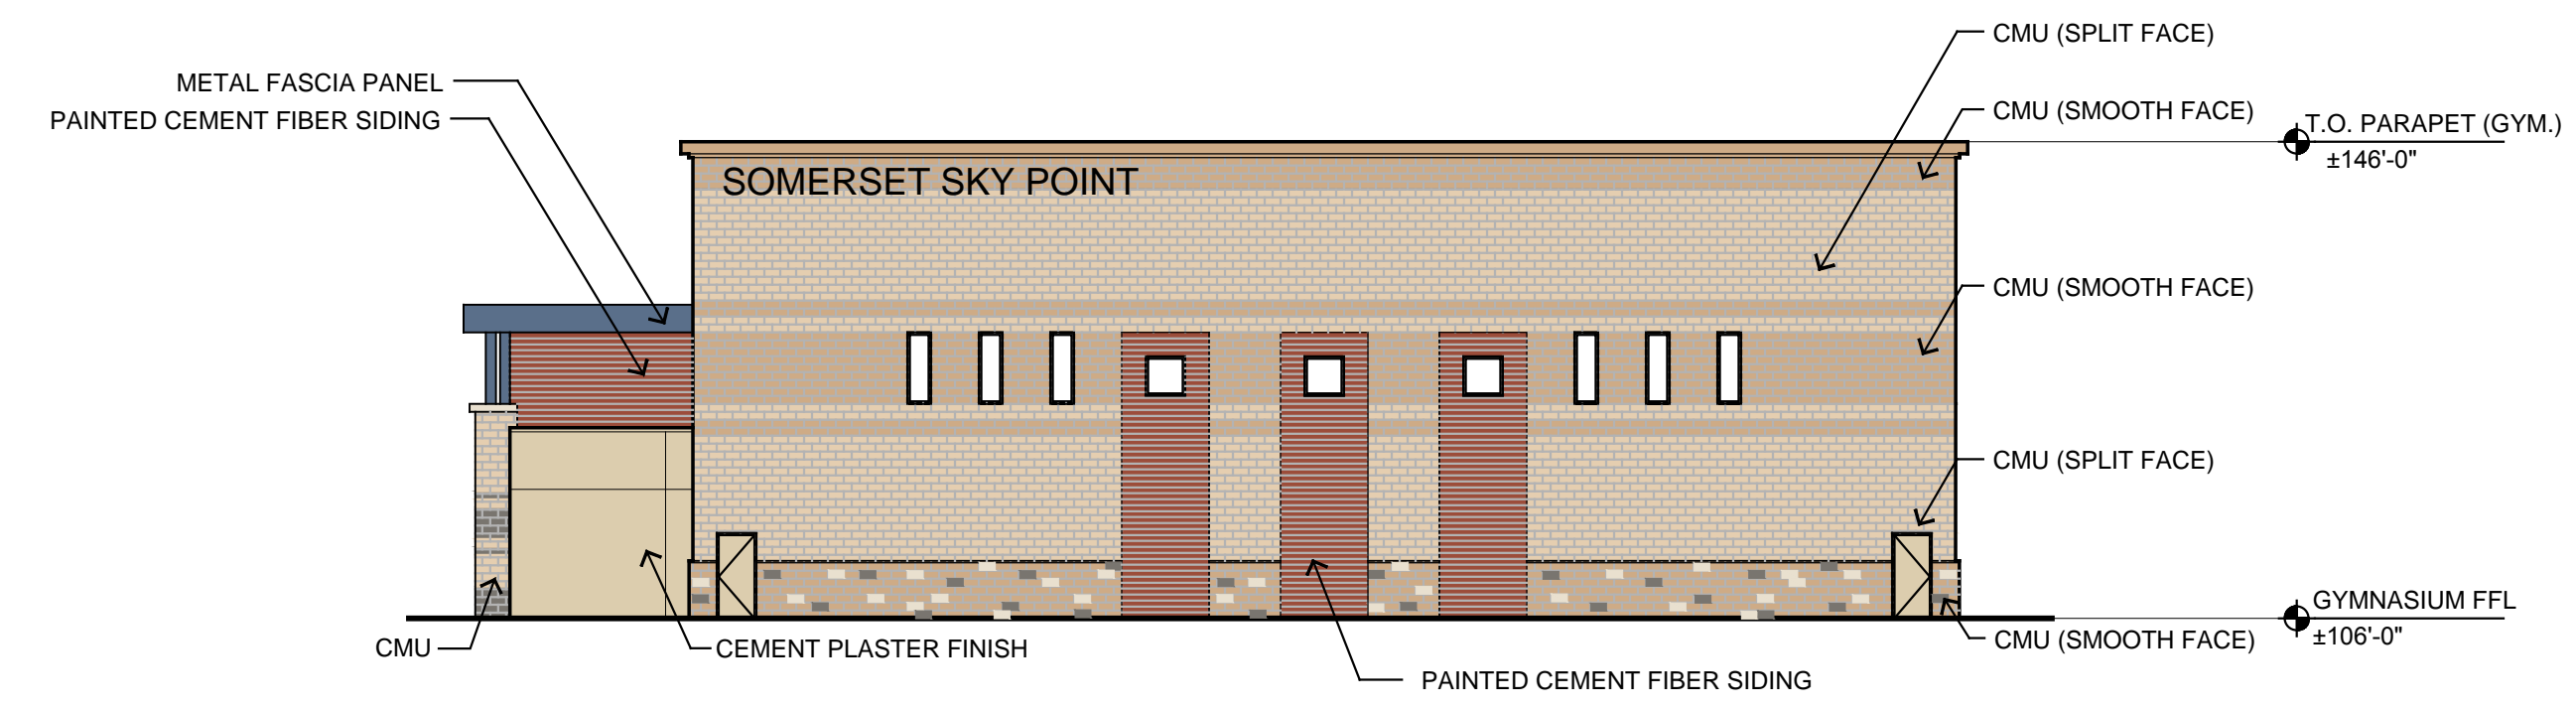 CMU (SPLIT FACE)
METAL FASCIA PANEL
PAINTED CEMENT FIBER SIDING
CMU (SMOOTH FACE)
T.O. PARAPET (GYM.)
±146'-0"
SOMERSET SKY POINT
CMU (SMOOTH FACE)
CMU (SPLIT FACE)
GYMNASIUM FFL
±106'-0"
CMU (SMOOTH FACE)
CMU
CEMENT PLASTER FINISH
PAINTED CEMENT FIBER SIDING